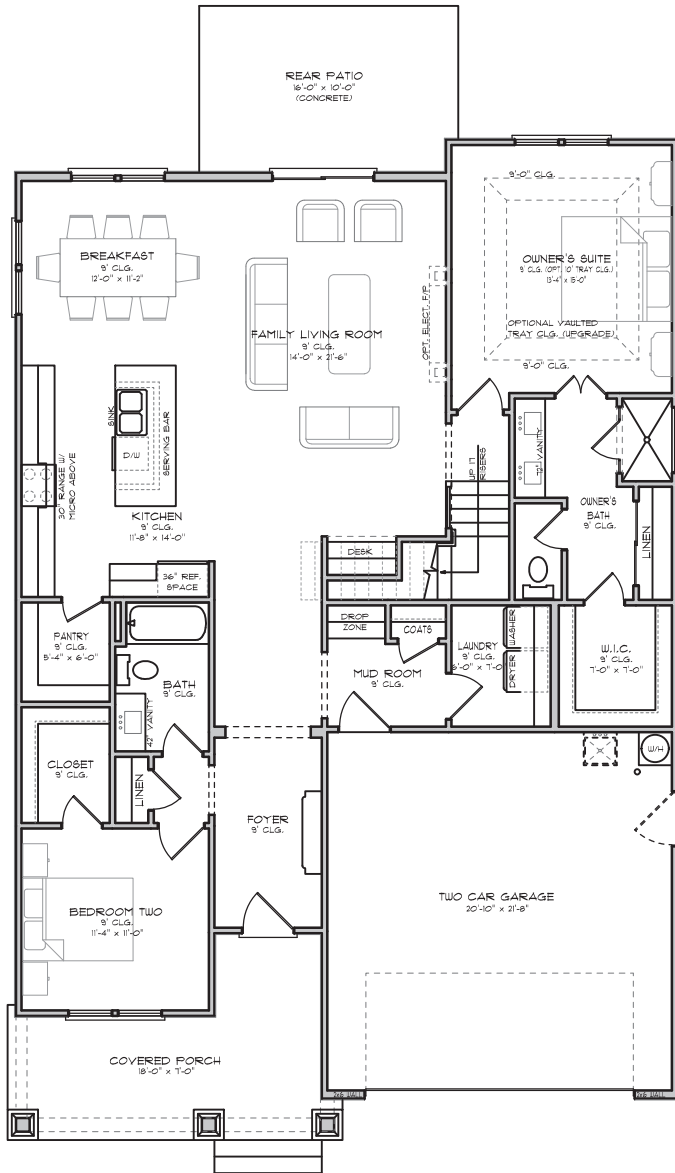 REAR PATIO
16'-0" x 10'-0"
(CONCRETE)
9'-0" CLG.
BREAKFAST
9' CLG.
12'-0" x 11'-2"
OWNER'S SUITE
9' CLG. (OPT. 10' TRAY CLG.)
13'-4" x 15'-0"
OPT. ELECT. F/P
FAMILY LIVING ROOM
9' CLG.
14'-0" x 21'-6"
OPTIONAL VAULTED
TRAY CLG. (UPGRADE)
9'-0" CLG.
SINK
D/W
SERVING BAR
30" RANGE W/
MICRO ABOVE
KITCHEN
9' CLG.
11'-8" x 14'-0"
UP 17
RISERS
72" VANITY
OWNER'S
BATH
9' CLG.
LINEN
DESK
36" REF.
SPACE
PANTRY
9' CLG.
5'-4" x 6'-0"
BATH
9' CLG.
42" VANITY
DROP
ZONE
COATS
MUD ROOM
9' CLG.
LAUNDRY
9' CLG.
6'-0" x 7'-0"
WASHER
DRYER
W.I.C.
9' CLG.
7'-0" x 7'-0"
CLOSET
9' CLG.
LINEN
FOYER
9' CLG.
W/H
BEDROOM TWO
9' CLG.
11'-4" x 11'-0"
TWO CAR GARAGE
20'-10" x 21'-8"
COVERED PORCH
18'-0" x 7'-0"
2x6 WALL
2x6 WALL